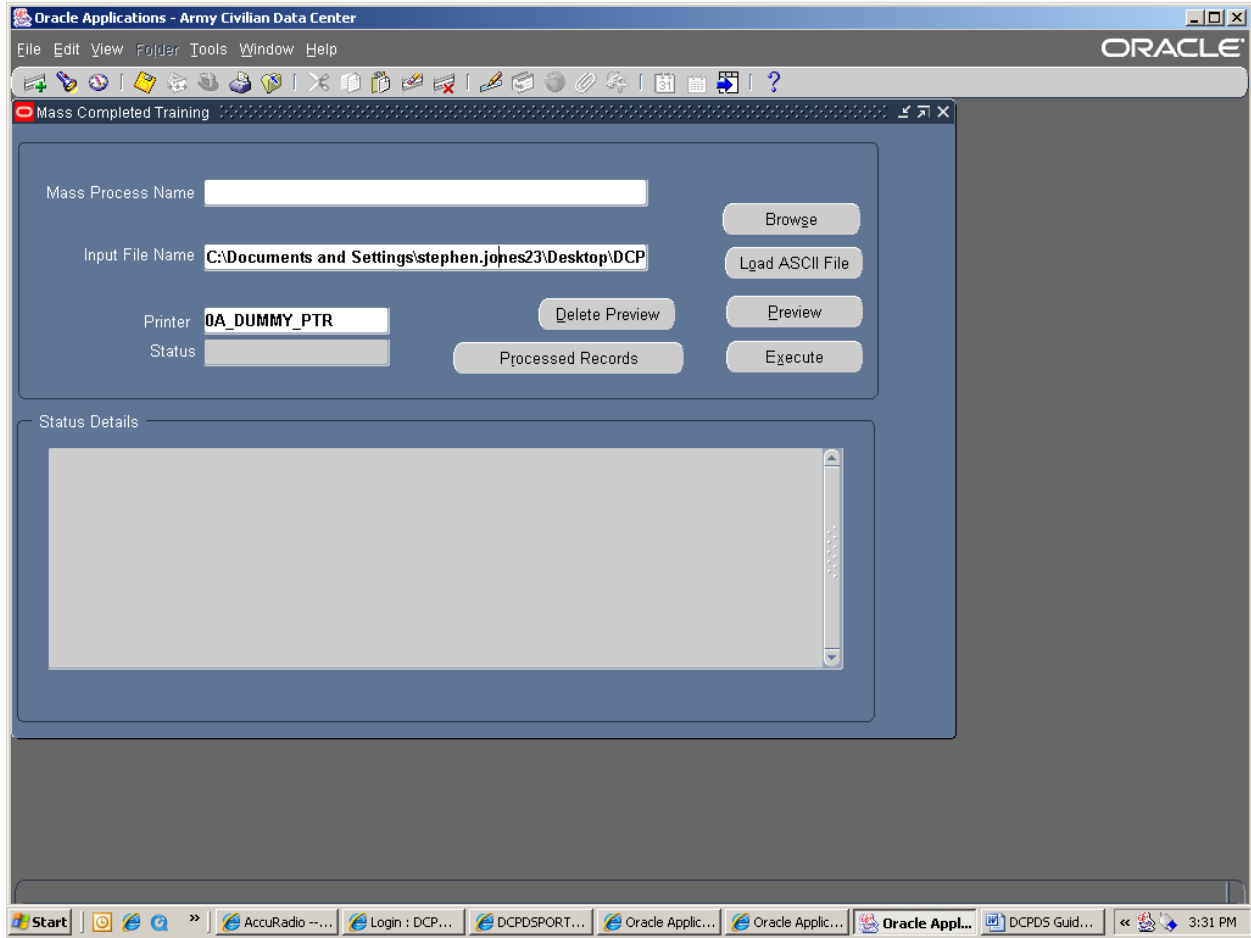 Oracle Applications - Army Civilian Data Center
File Edit View Folder Tools Window Help
ORACLE
31
?
Mass Completed Training
Mass Process Name
Browse
Input File Name C:\Documents and Settings\stephen.jones23\Desktop\DCP
Load ASCII File
Printer 0A_DUMMY_PTR
Delete Preview
Preview
Status
Processed Records
Execute
Status Details
Start » AccuRadio --... Login : DCP... DCPDSPORT... Oracle Applic... Oracle Applic... Oracle Appl... DCPDS Guid... « 3:31 PM